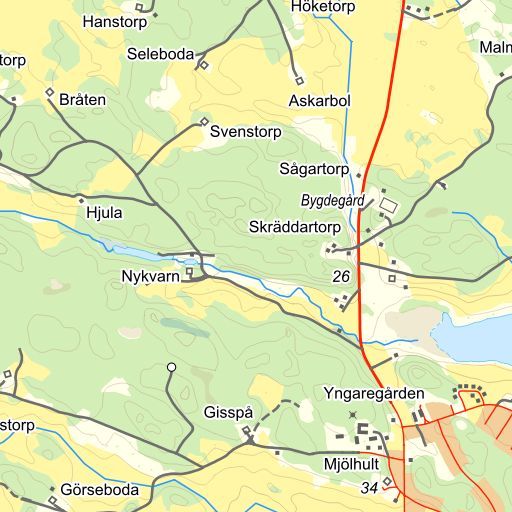 Hanstorp
Höketorp
Seleboda
Malm
torp
Bråten
Askarbol
Svenstorp
Sågartorp
Bygdegård
Hjula
Skräddartorp
Nykvarn
26
Yngaregården
Gisspå
storp
Mjölhult
Görseboda
34